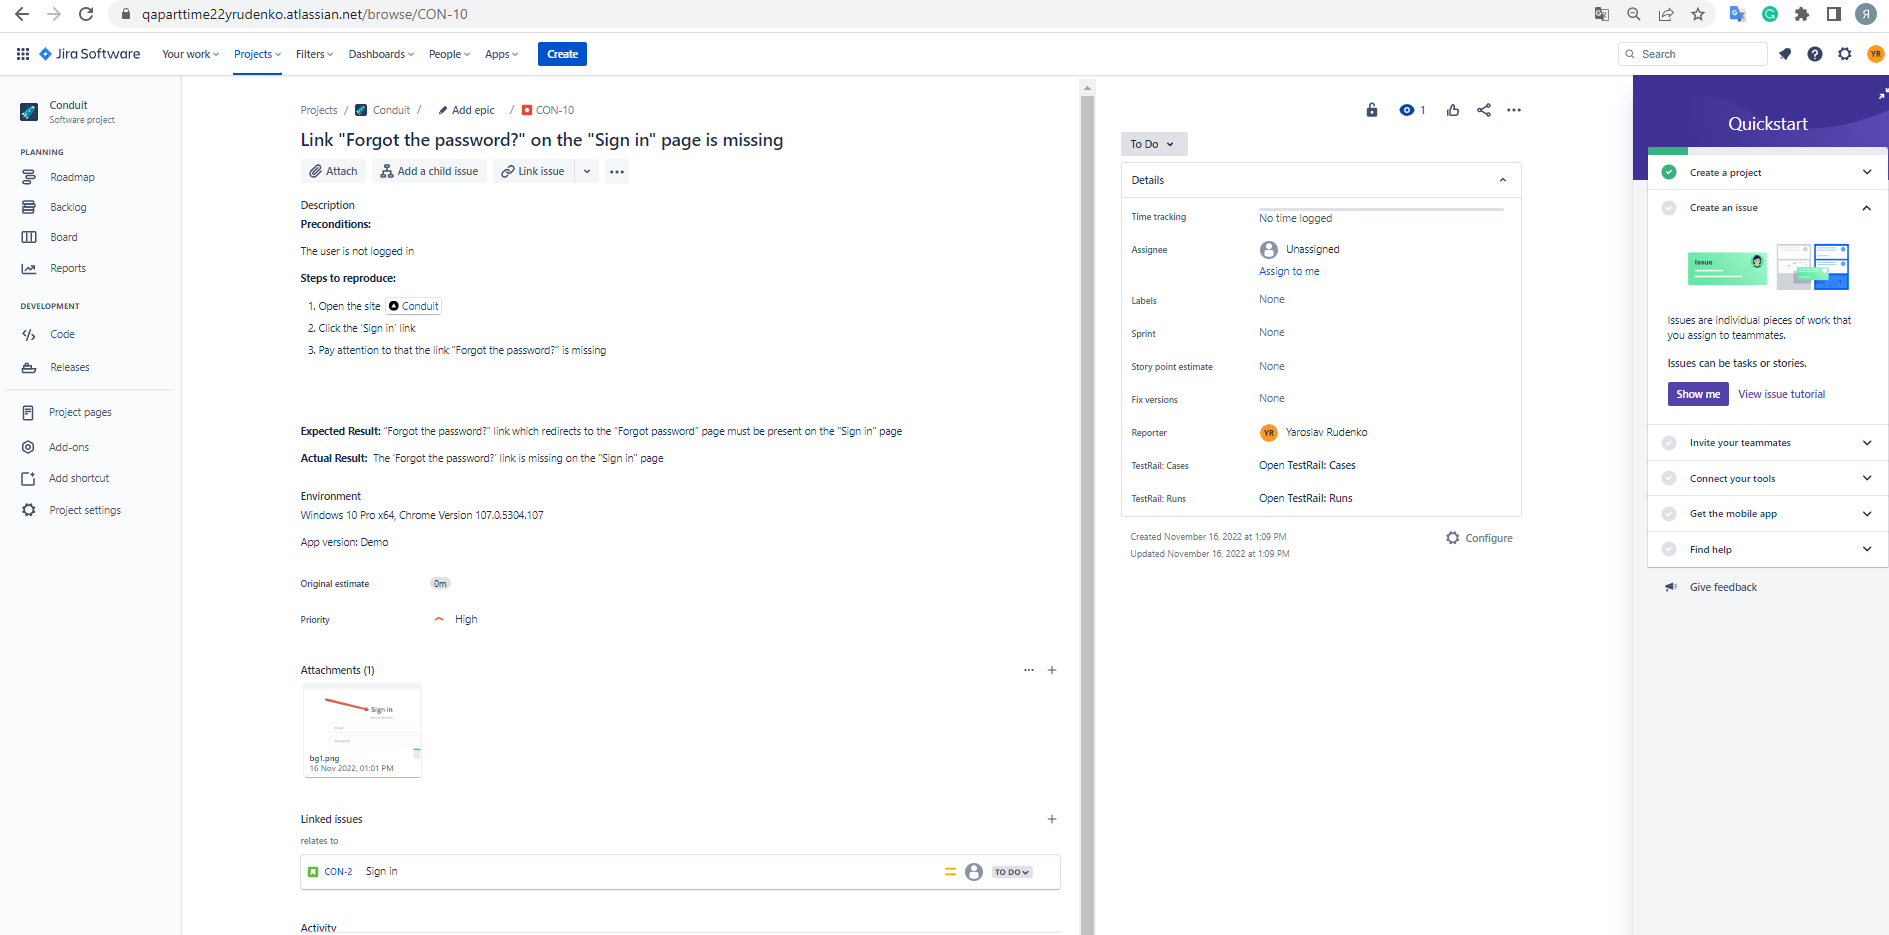 qaparttime22yrudenko.atlassian.net/browse/CON-10
Я
Jira Software
Your work
Projects
Filters
Dashboards
People
Apps
Create
Search
YR
Conduit
Software project
PLANNING
Roadmap
Backlog
Board
Reports
DEVELOPMENT
Code
Releases
Project pages
Add-ons
Add shortcut
Project settings
Projects / Conduit / Add epic / CON-10
Link "Forgot the password?" on the "Sign in" page is missing
Attach
Add a child issue
Link issue
Description
Preconditions:
The user is not logged in
Steps to reproduce:
1. Open the site Conduit
2. Click the 'Sign in' link
3. Pay attention to that the link "Forgot the password?" is missing
Expected Result: "Forgot the password?" link which redirects to the "Forgot password" page must be present on the "Sign in" page
Actual Result: The 'Forgot the password?' link is missing on the "Sign in" page
Environment
Windows 10 Pro x64, Chrome Version 107.0.5304.107
App version: Demo
Original estimate 0m
Priority High
Attachments (1)
Sign in
Email
Password
bg1.png
16 Nov 2022, 01:01 PM
Linked issues
relates to
CON-2 Sign in TO DO
Activity
1
To Do
Details
Time tracking No time logged
Assignee Unassigned
Assign to me
Labels None
Sprint None
Story point estimate None
Fix versions None
Reporter YR Yaroslav Rudenko
TestRail: Cases Open TestRail: Cases
TestRail: Runs Open TestRail: Runs
Created November 16, 2022 at 1:09 PM
Updated November 16, 2022 at 1:09 PM
Configure
Quickstart
Create a project
Create an issue
Issue
Issues are individual pieces of work that
you assign to teammates.
Issues can be tasks or stories.
Show me
View issue tutorial
Invite your teammates
Connect your tools
Get the mobile app
Find help
Give feedback